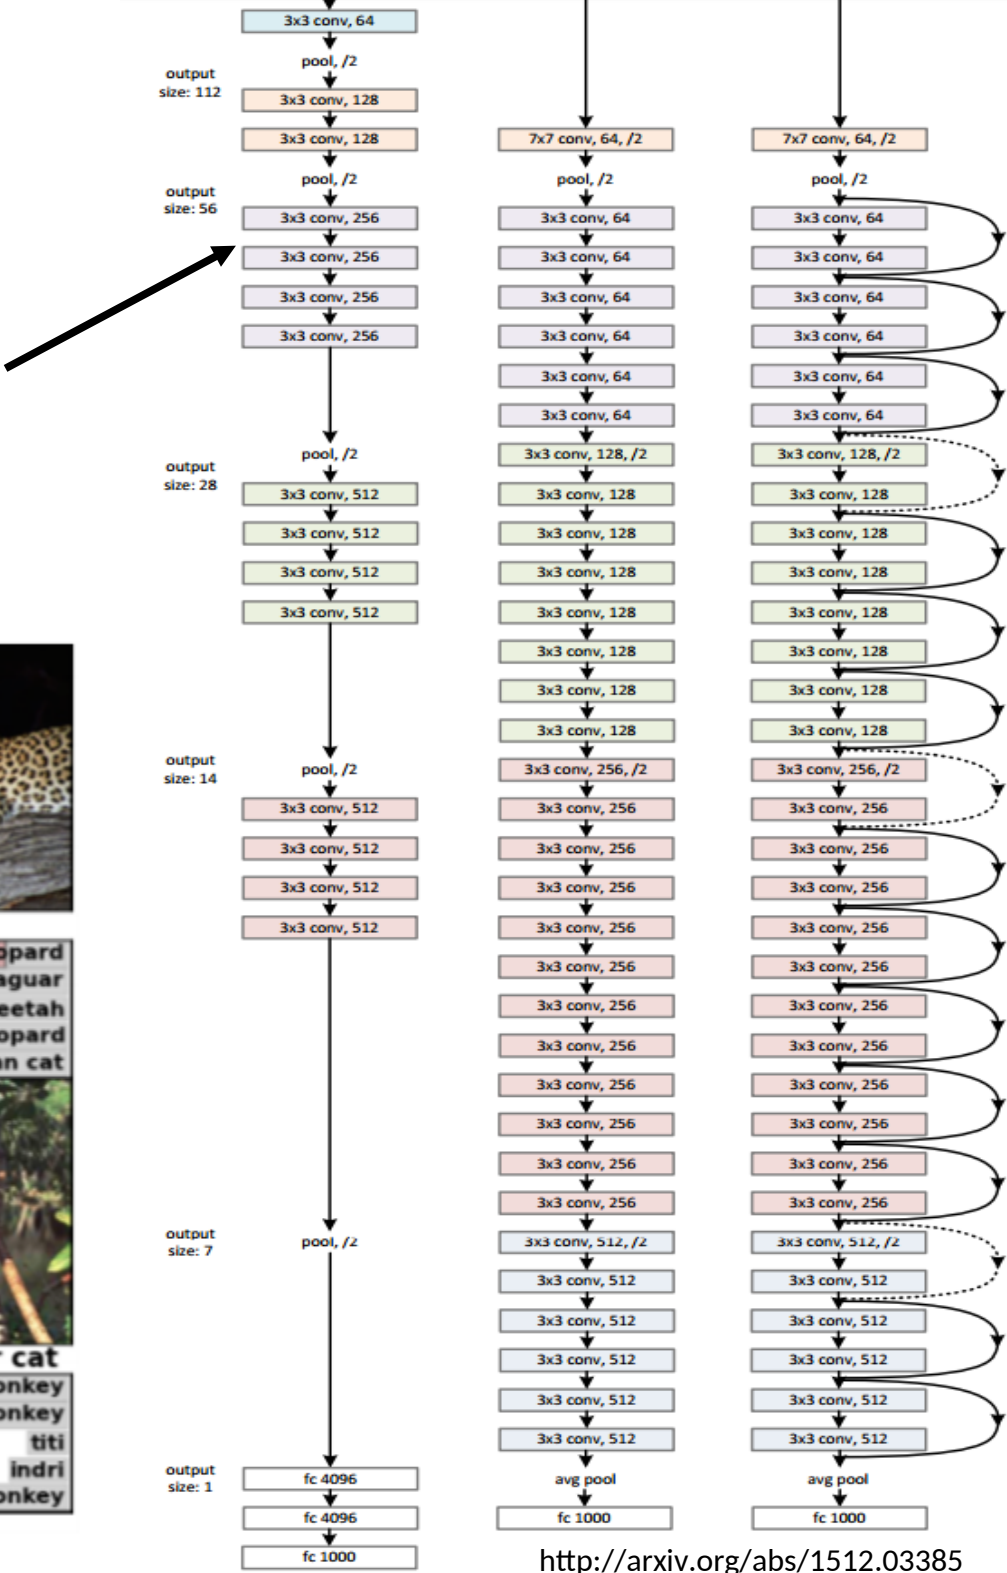 3x3 conv, 64
pool, /2
output
size: 112
3x3 conv, 128
3x3 conv, 128
pool, /2
output
size: 56
3x3 conv, 256
3x3 conv, 256
3x3 conv, 256
3x3 conv, 256
pool, /2
output
size: 28
3x3 conv, 512
3x3 conv, 512
3x3 conv, 512
3x3 conv, 512
output
size: 14
pool, /2
3x3 conv, 512
3x3 conv, 512
3x3 conv, 512
3x3 conv, 512
output
size: 7
pool, /2
output
size: 1
fc 4096
fc 4096
fc 1000
7x7 conv, 64, /2
pool, /2
3x3 conv, 64
3x3 conv, 64
3x3 conv, 64
3x3 conv, 64
3x3 conv, 64
3x3 conv, 64
3x3 conv, 128, /2
3x3 conv, 128
3x3 conv, 128
3x3 conv, 128
3x3 conv, 128
3x3 conv, 128
3x3 conv, 128
3x3 conv, 128
3x3 conv, 256, /2
3x3 conv, 256
3x3 conv, 256
3x3 conv, 256
3x3 conv, 256
3x3 conv, 256
3x3 conv, 256
3x3 conv, 256
3x3 conv, 256
3x3 conv, 256
3x3 conv, 256
3x3 conv, 256
3x3 conv, 512, /2
3x3 conv, 512
3x3 conv, 512
3x3 conv, 512
3x3 conv, 512
3x3 conv, 512
avg pool
fc 1000
7x7 conv, 64, /2
pool, /2
3x3 conv, 64
3x3 conv, 64
3x3 conv, 64
3x3 conv, 64
3x3 conv, 64
3x3 conv, 64
3x3 conv, 128, /2
3x3 conv, 128
3x3 conv, 128
3x3 conv, 128
3x3 conv, 128
3x3 conv, 128
3x3 conv, 128
3x3 conv, 128
3x3 conv, 256, /2
3x3 conv, 256
3x3 conv, 256
3x3 conv, 256
3x3 conv, 256
3x3 conv, 256
3x3 conv, 256
3x3 conv, 256
3x3 conv, 256
3x3 conv, 256
3x3 conv, 256
3x3 conv, 256
3x3 conv, 512, /2
3x3 conv, 512
3x3 conv, 512
3x3 conv, 512
3x3 conv, 512
3x3 conv, 512
avg pool
fc 1000
opard
aguar
eetah
opard
an cat
r cat
onkey
onkey
titi
indri
onkey
http://arxiv.org/abs/1512.03385